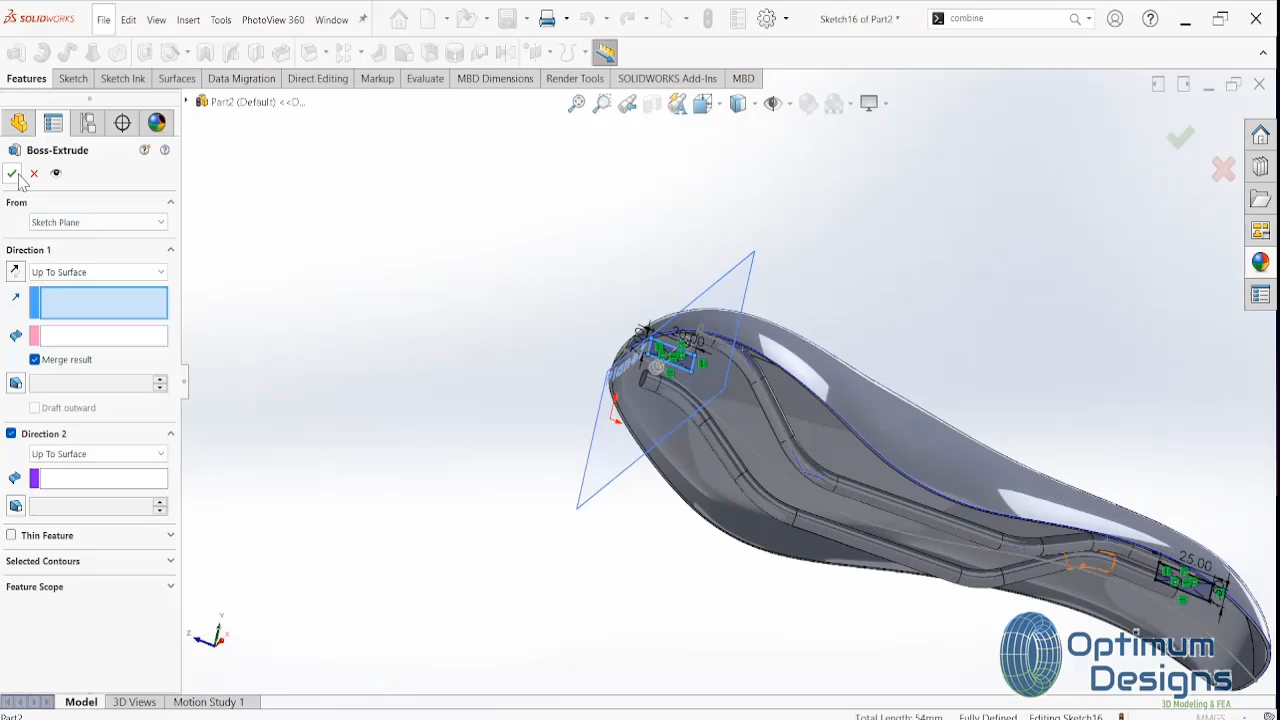 SOLIDWORKS File Edit View Insert Tools PhotoView 360 Window Sketch16 of Part2 * combine
Features Sketch Sketch Ink Surfaces Data Migration Direct Editing Markup Evaluate MBD Dimensions Render Tools SOLIDWORKS Add-Ins MBD
Part2 (Default) <<D...
Boss-Extrude
From
Sketch Plane
Direction 1
Up To Surface
Merge result
Draft outward
Direction 2
Up To Surface
Thin Feature
Selected Contours
Feature Scope
20.00
25.00
Y
Z
X
Optimum
Designs
3D Modeling & FEA
Model 3D Views Motion Study 1
Part2 Total Length: 54mm Fully Defined Editing Sketch16 MMGS